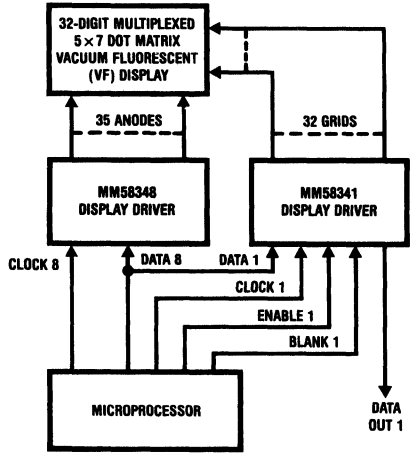 32-DIGIT MULTIPLEXED
5 × 7 DOT MATRIX
VACUUM FLUORESCENT
(VF) DISPLAY
35 ANODES
32 GRIDS
MM58348
DISPLAY DRIVER
MM58341
DISPLAY DRIVER
CLOCK 8
DATA 8
DATA 1
CLOCK 1
ENABLE 1
BLANK 1
MICROPROCESSOR
DATA
OUT 1